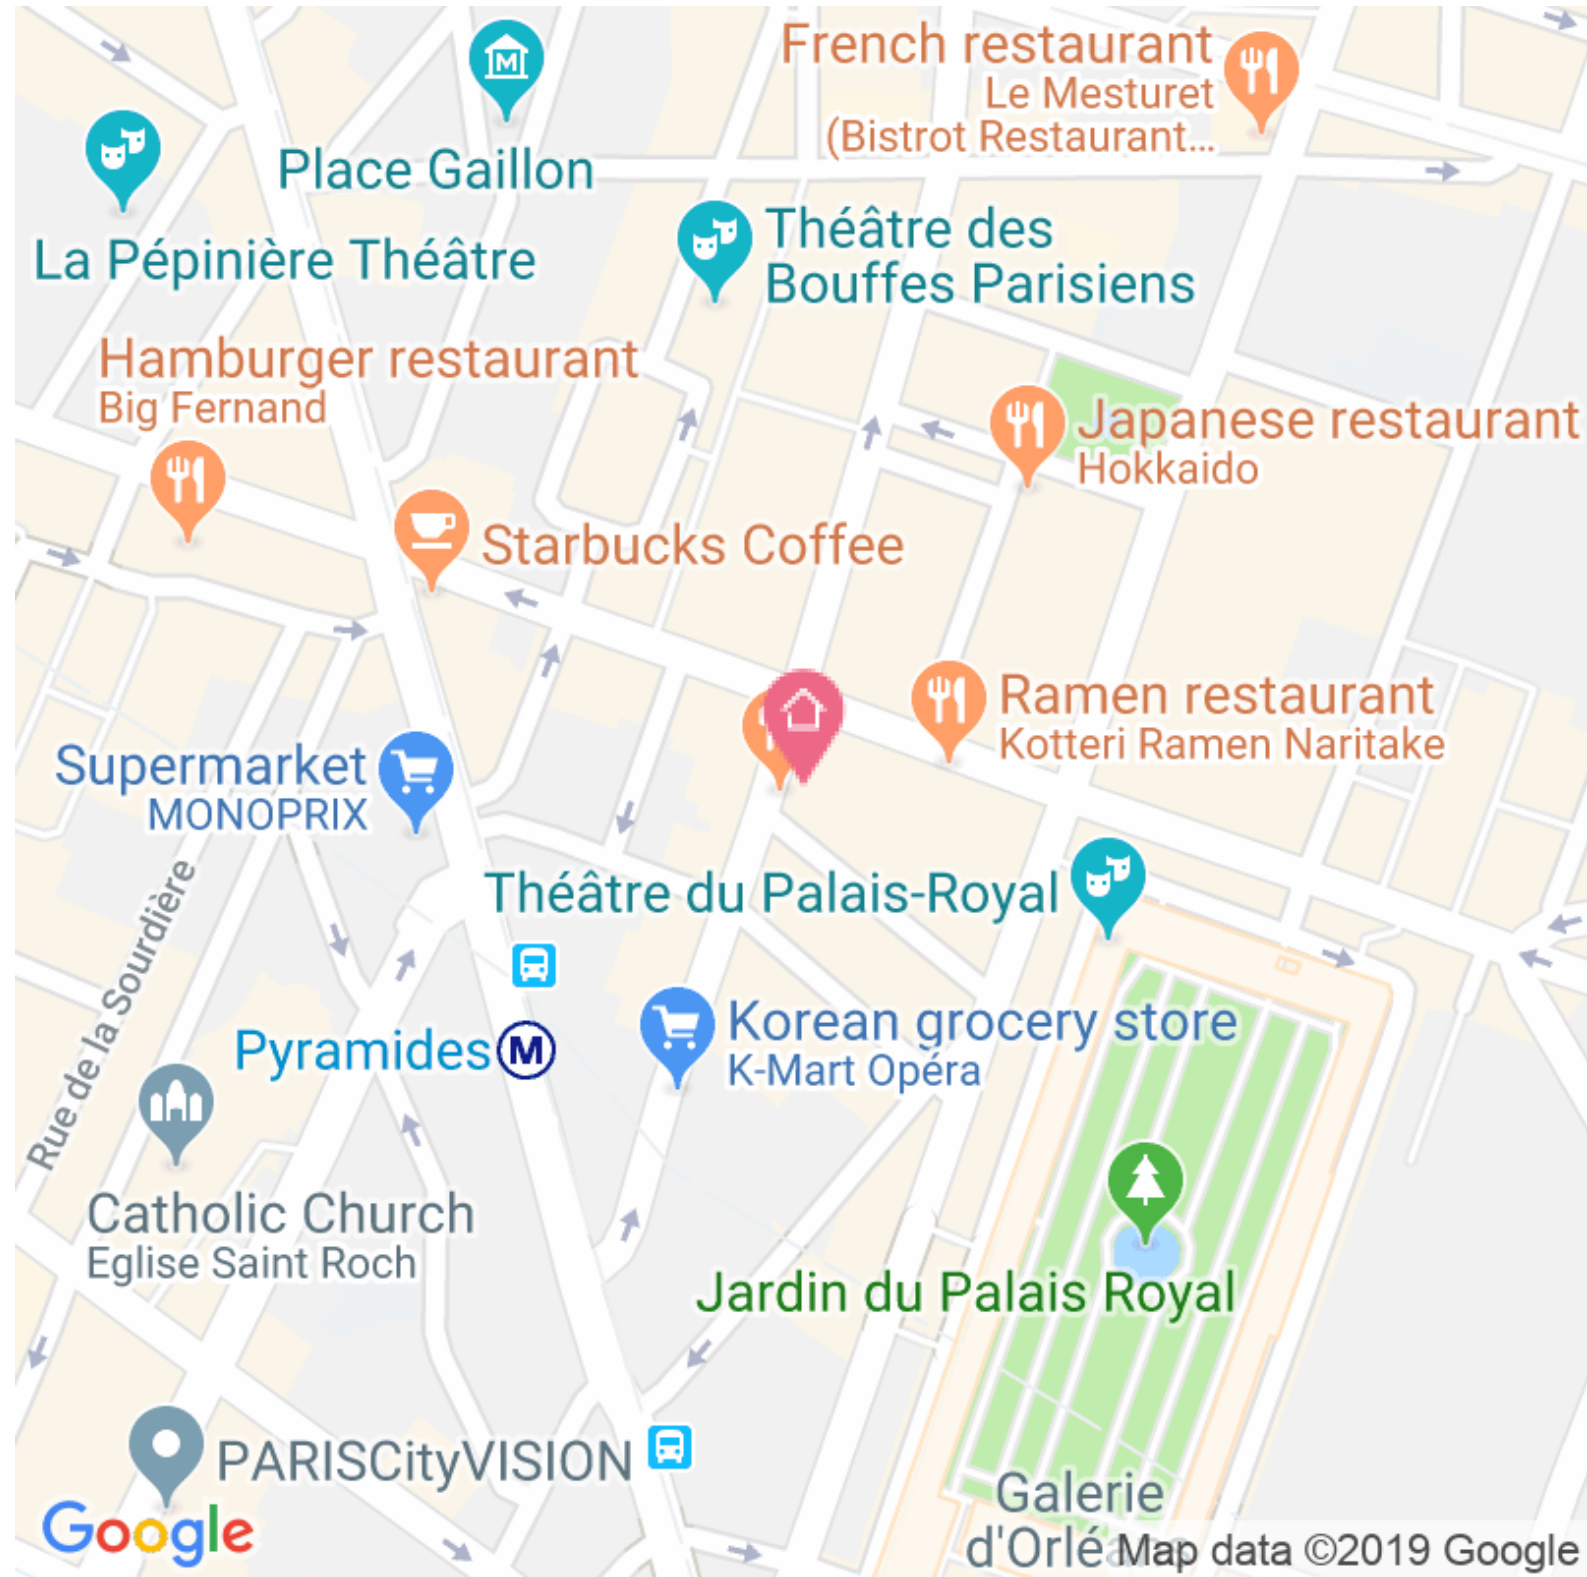 French restaurant
Le Mesturet
(Bistrot Restaurant...
Place Gaillon
La Pépinière Théâtre
Théâtre des
Bouffes Parisiens
Hamburger restaurant
Big Fernand
Japanese restaurant
Hokkaido
Starbucks Coffee
Ramen restaurant
Kotteri Ramen Naritake
Supermarket
MONOPRIX
Théâtre du Palais-Royal
Rue de la Sourdière
Korean grocery store
K-Mart Opéra
Pyramides M
Catholic Church
Eglise Saint Roch
Jardin du Palais Royal
PARISCityVISION
Galerie
Google
Map data ©2019 Google